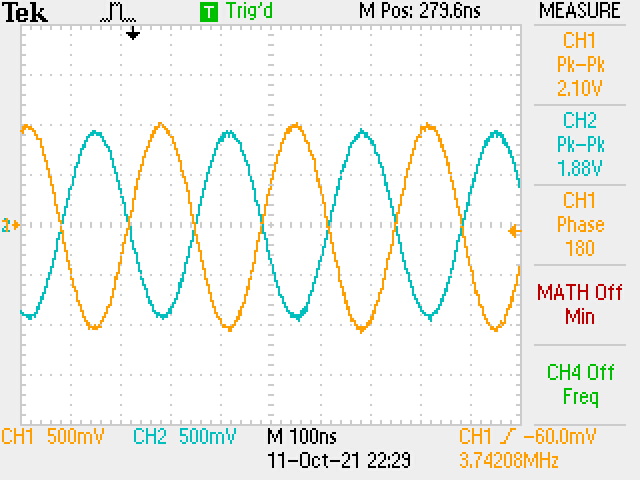 Tek T Trig'd M Pos: 279.6ns MEASURE
CH1
Pk-Pk
2.10V
CH2
Pk-Pk
1.88V
CH1
Phase
180
MATH Off
Min
CH4 Off
Freq
2
CH1 500mV CH2 500mV M 100ns CH1 -60.0mV
11-Oct-21 22:29 3.74208MHz